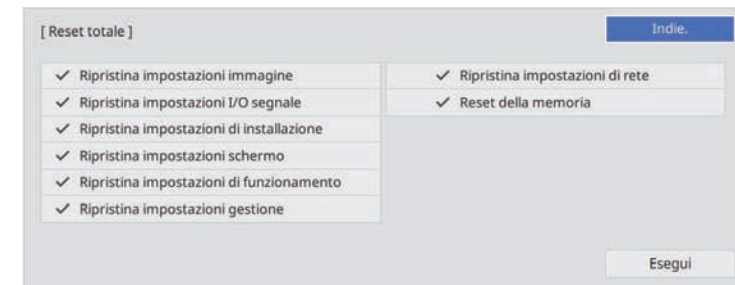 [ Reset totale ]
Indie.
✓ Ripristina impostazioni immagine
✓ Ripristina impostazioni I/O segnale
✓ Ripristina impostazioni di installazione
✓ Ripristina impostazioni schermo
✓ Ripristina impostazioni di funzionamento
✓ Ripristina impostazioni gestione
✓ Ripristina impostazioni di rete
✓ Reset della memoria
Esegui